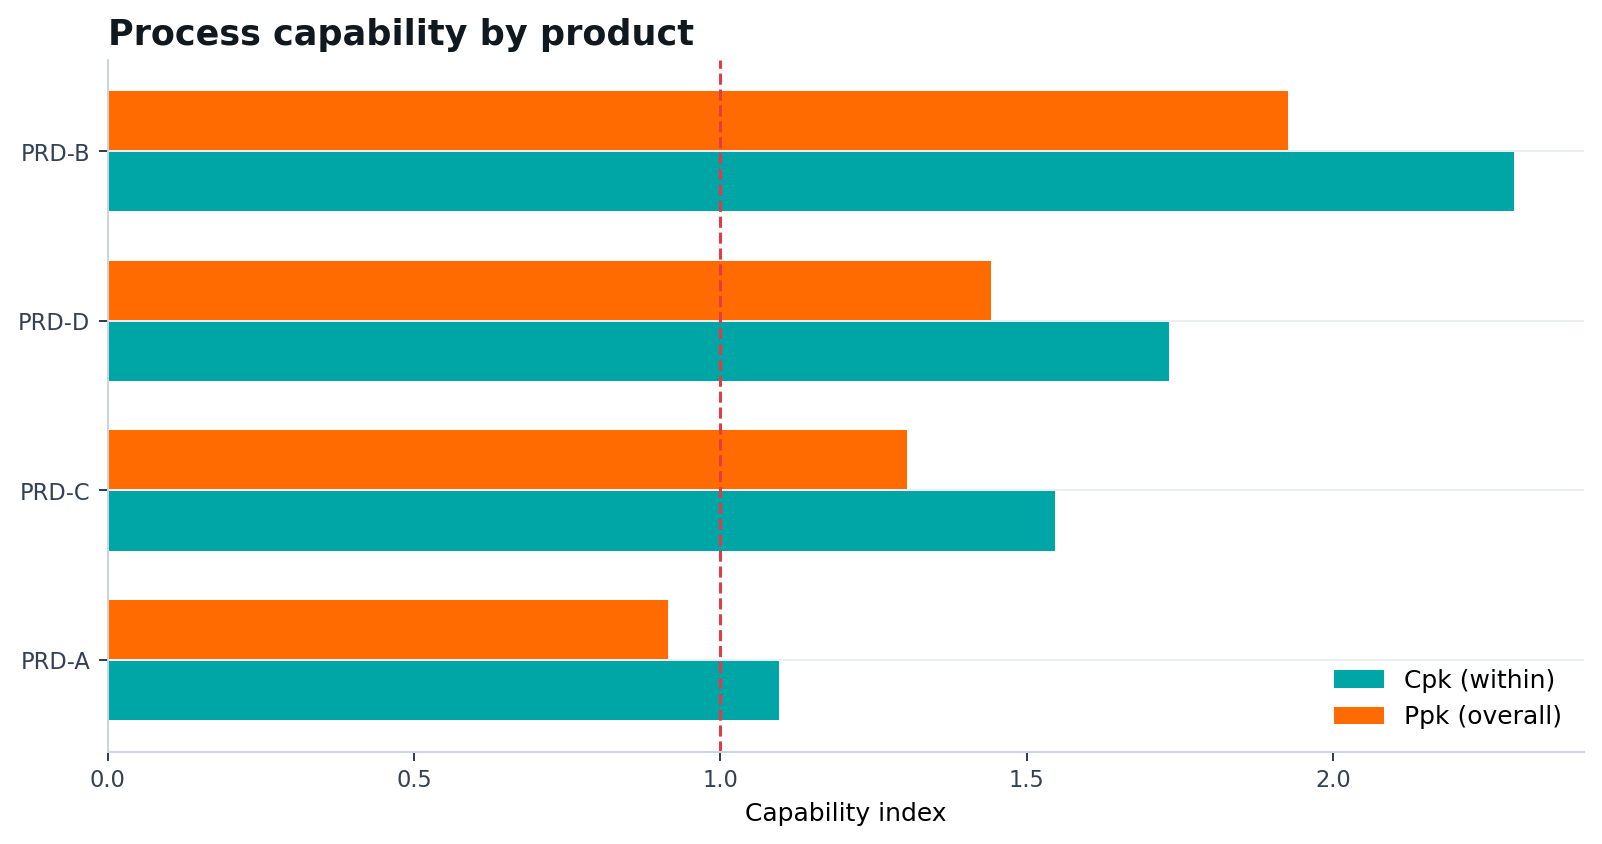 Process capability by product
PRD-B
PRD-D
PRD-C
PRD-A
Cpk (within)
Ppk (overall)
0.0 0.5 1.0 1.5 2.0
Capability index